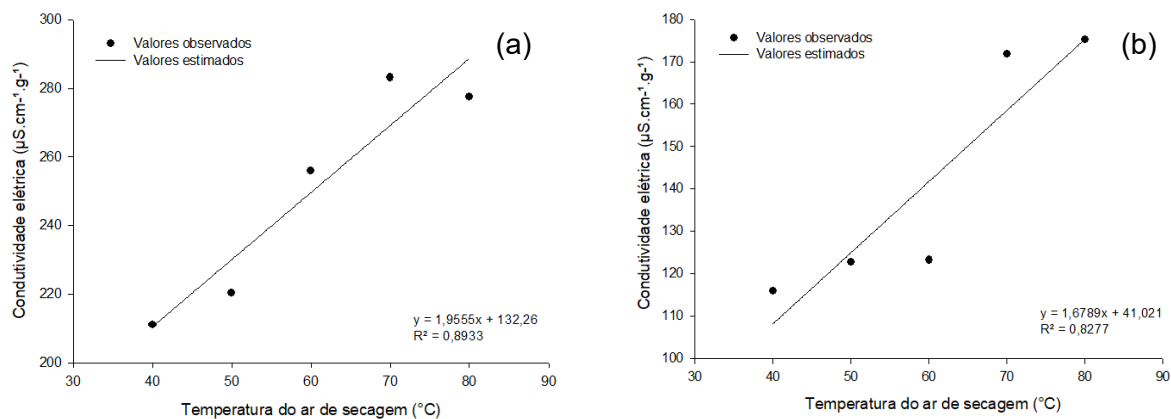 (a)
Valores observados
Valores estimados
Condutividade elétrica (µS.cm-¹.g-¹)
300
280
260
240
220
200
y = 1,9555x + 132,26
R² = 0,8933
30 40 50 60 70 80 90
Temperatura do ar de secagem (°C)
(b)
Valores observados
Valores estimados
Condutividade elétrica (µS.cm-¹.g-¹)
180
170
160
150
140
130
120
110
100
y = 1,6789x + 41,021
R² = 0,8277
30 40 50 60 70 80 90
Temperatura do ar de secagem (°C)